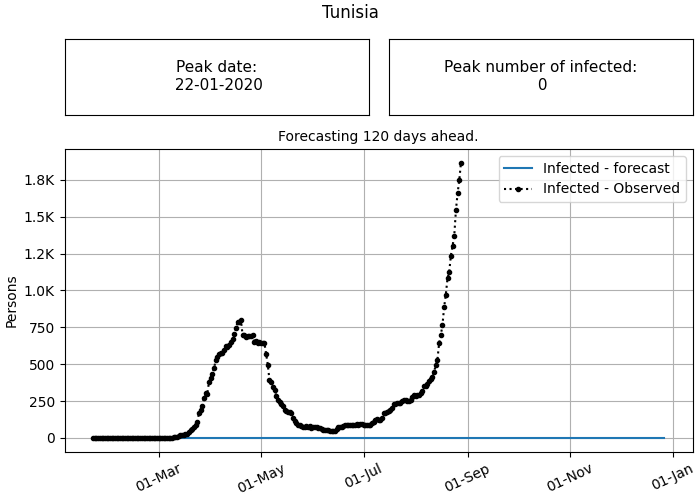 Tunisia
Peak date:
22-01-2020
Peak number of infected:
0
Forecasting 120 days ahead.
Infected - forecast
Infected - Observed
1.8K
1.5K
1.2K
1.0K
750
500
250
0
Persons
01-Mar
01-May
01-Jul
01-Sep
01-Nov
01-Jan